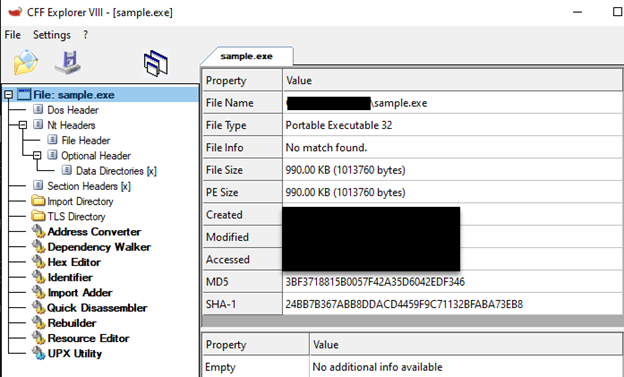 CFF Explorer VIII - [sample.exe]
File Settings ?
sample.exe
File: sample.exe
Dos Header
Nt Headers
File Header
Optional Header
Data Directories [x]
Section Headers [x]
Import Directory
TLS Directory
Address Converter
Dependency Walker
Hex Editor
Identifier
Import Adder
Quick Disassembler
Rebuilder
Resource Editor
UPX Utility
Property Value
File Name \sample.exe
File Type Portable Executable 32
File Info No match found.
File Size 990.00 KB (1013760 bytes)
PE Size 990.00 KB (1013760 bytes)
Created
Modified
Accessed
MD5 3BF3718815B0057F42A35D6042EDF346
SHA-1 24BB7B367ABB8DDACD4459F9C71132BFABA73EB8
Property Value
Empty No additional info available